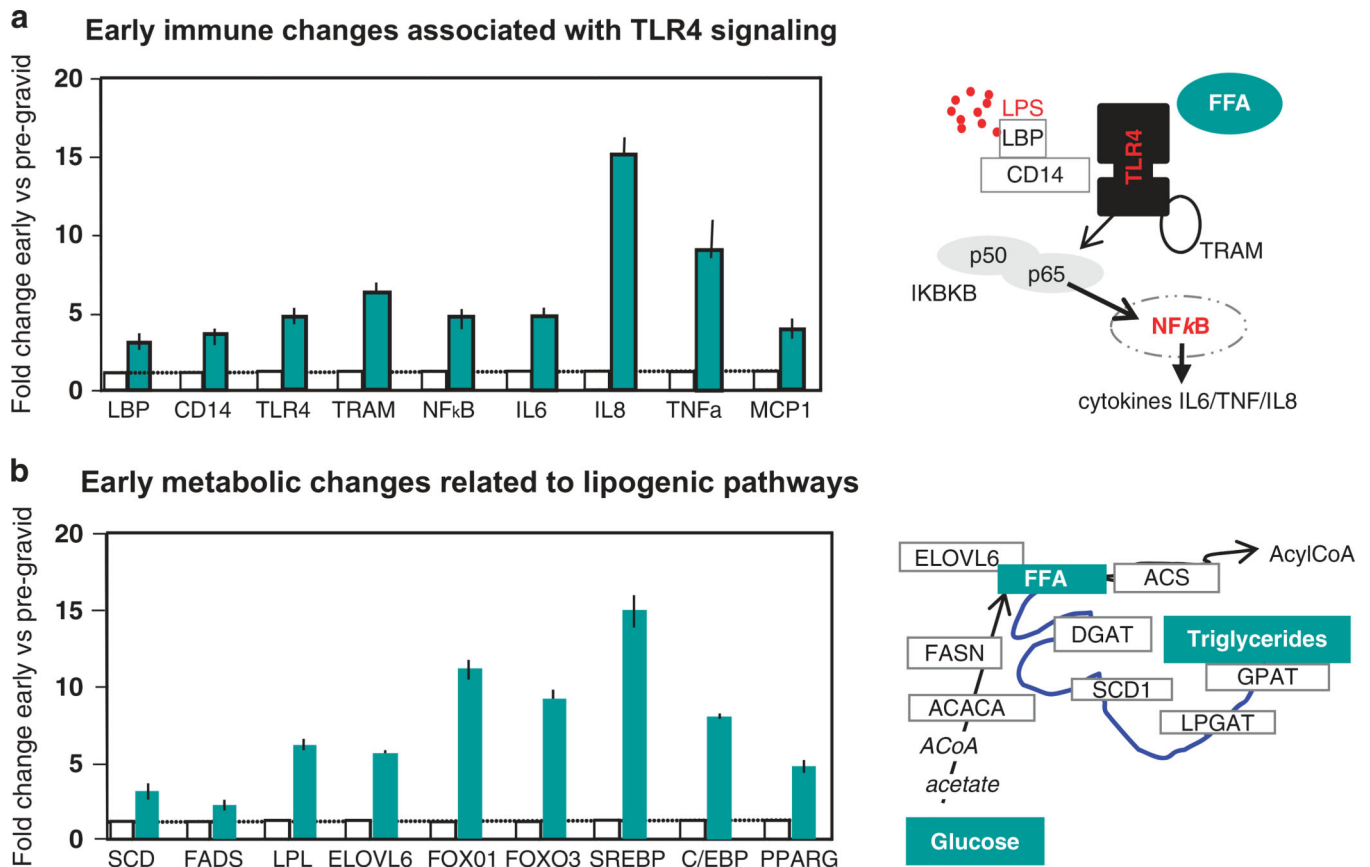 a
Early immune changes associated with TLR4 signaling
Fold change early vs pre-gravid
20
15
10
5
0
LBP CD14 TLR4 TRAM NFκB IL6 IL8 TNFa MCP1
LPS
LBP
CD14
TLR4
FFA
TRAM
p50
p65
IKBKB
NFkB
cytokines IL6/TNF/IL8
b
Early metabolic changes related to lipogenic pathways
Fold change early vs pre-gravid
20
15
10
5
0
SCD FADS LPL ELOVL6 FOX01 FOXO3 SREBP C/EBP PPARG
ELOVL6
FFA
ACS
AcylCoA
DGAT
Triglycerides
FASN
GPAT
SCD1
ACACA
LPGAT
ACoA
acetate
Glucose